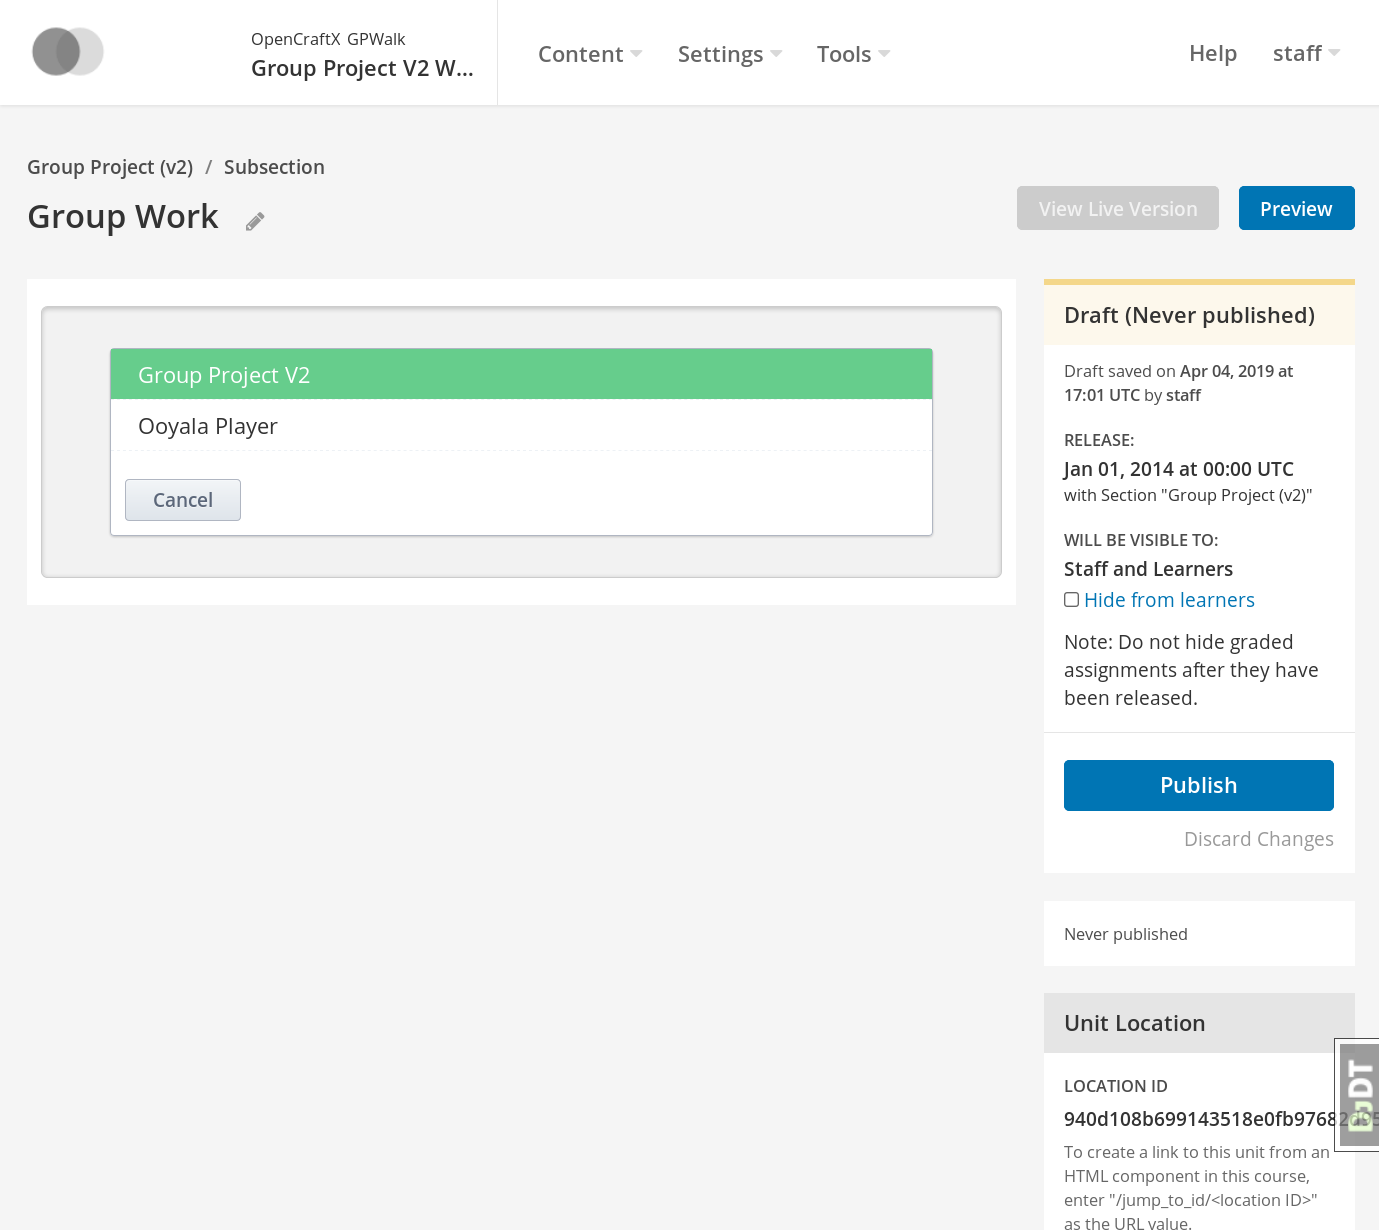 OpenCraftX GPWalk
Group Project V2 W...
Content
Settings
Tools
Help
staff
Group Project (v2) / Subsection
Group Work
View Live Version
Preview
Group Project V2
Ooyala Player
Cancel
Draft (Never published)
Draft saved on Apr 04, 2019 at
17:01 UTC by staff
RELEASE:
Jan 01, 2014 at 00:00 UTC
with Section "Group Project (v2)"
WILL BE VISIBLE TO:
Staff and Learners
Hide from learners
Note: Do not hide graded
assignments after they have
been released.
Publish
Discard Changes
Never published
Unit Location
LOCATION ID
940d108b699143518e0fb97682d95
DjDT
To create a link to this unit from an
HTML component in this course,
enter "/jump_to_id/<location ID>"
as the URL value.